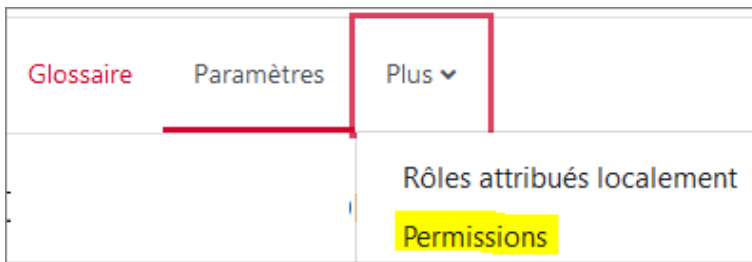 Glossaire Paramètres Plus
Rôles attribués localement
Permissions